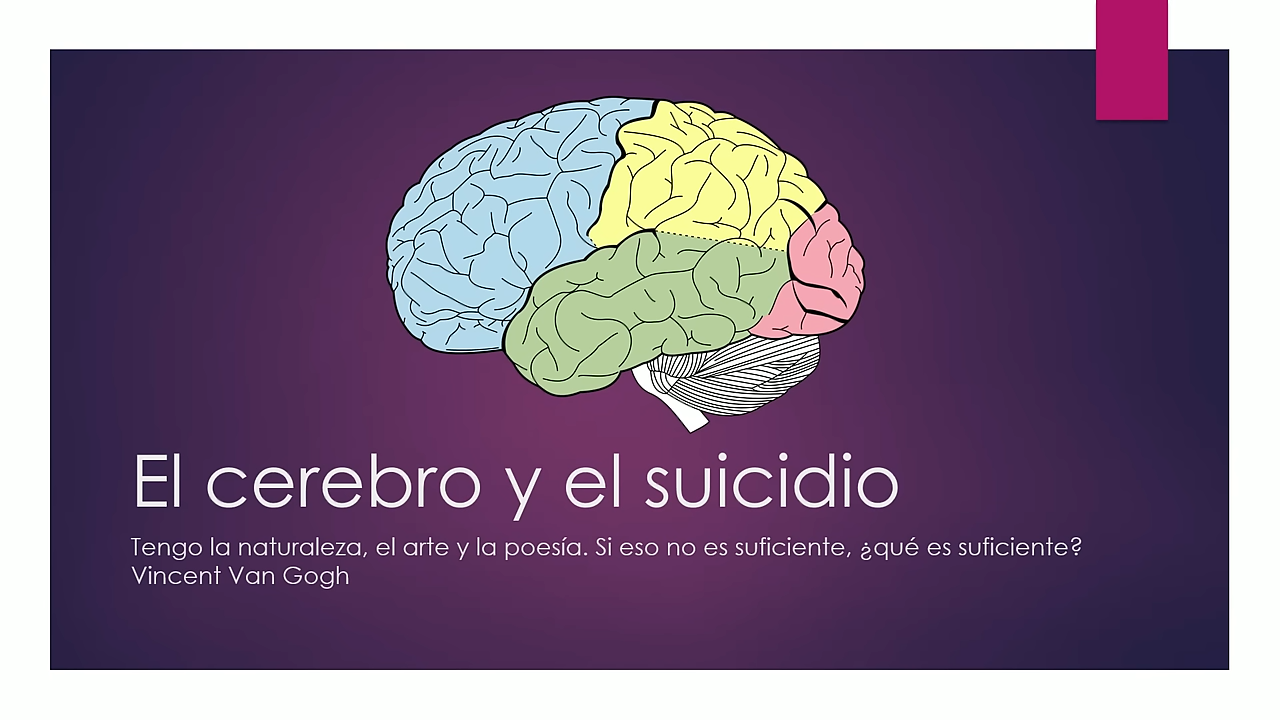 El cerebro y el suicidio
Tengo la naturaleza, el arte y la poesía. Si eso no es suficiente, ¿qué es suficiente?
Vincent Van Gogh